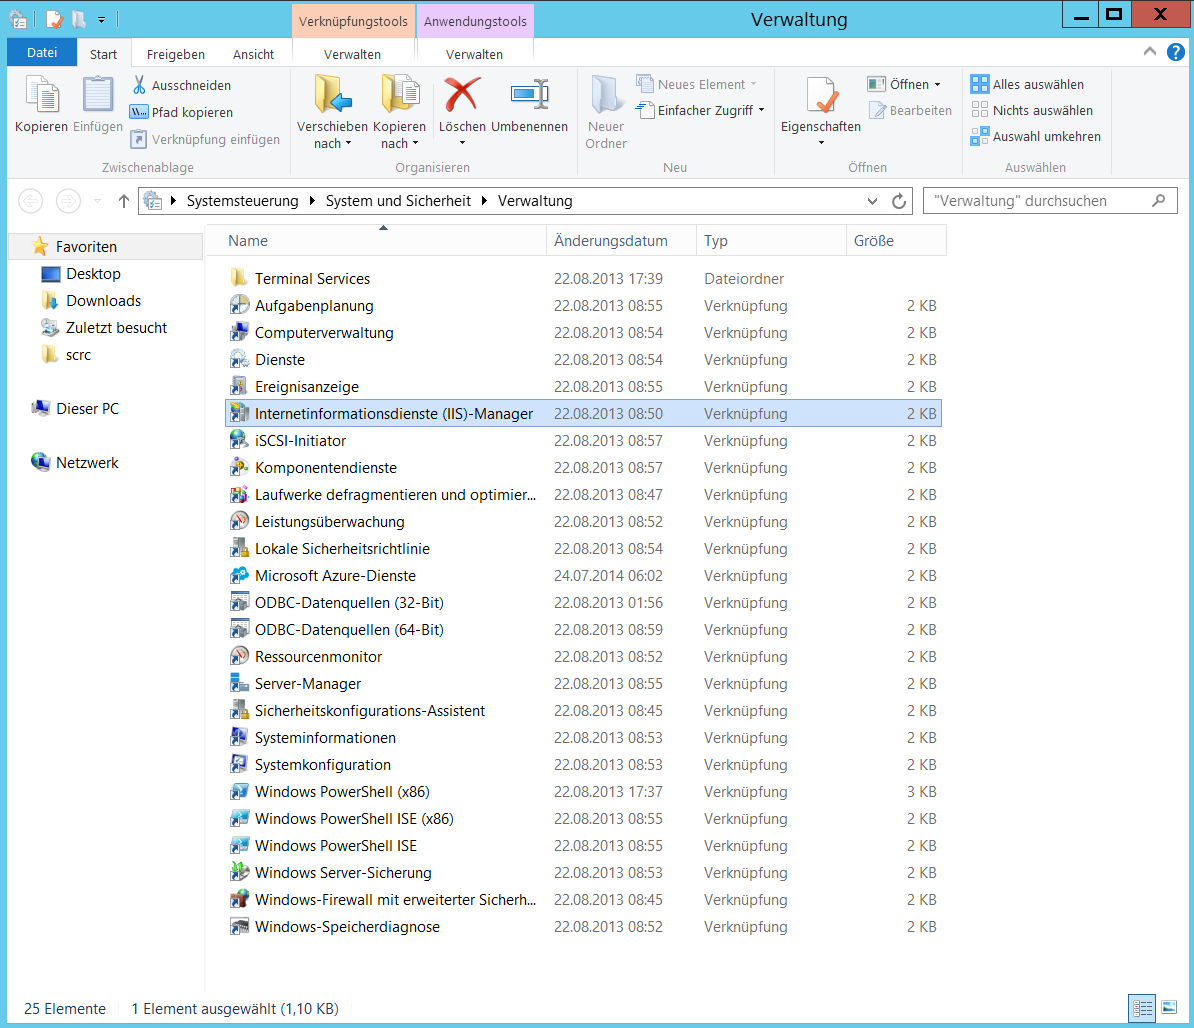 Verknüpfungstools Anwendungstools Verwaltung
Datei Start Freigeben Ansicht Verwalten Verwalten
Kopieren
Einfügen
Ausschneiden
Pfad kopieren
Verknüpfung einfügen
Zwischenablage
Verschieben nach
Kopieren nach
Löschen
Umbenennen
Organisieren
Neuer Ordner
Neues Element
Einfacher Zugriff
Neu
Eigenschaften
Öffnen
Bearbeiten
Öffnen
Alles auswählen
Nichts auswählen
Auswahl umkehren
Auswählen
Systemsteuerung System und Sicherheit Verwaltung
"Verwaltung" durchsuchen
Favoriten
Desktop
Downloads
Zuletzt besucht
scrc
Dieser PC
Netzwerk
Name Änderungsdatum Typ Größe
Terminal Services 22.08.2013 17:39 Dateiordner
Aufgabenplanung 22.08.2013 08:55 Verknüpfung 2 KB
Computerverwaltung 22.08.2013 08:54 Verknüpfung 2 KB
Dienste 22.08.2013 08:54 Verknüpfung 2 KB
Ereignisanzeige 22.08.2013 08:55 Verknüpfung 2 KB
Internetinformationsdienste (IIS)-Manager 22.08.2013 08:50 Verknüpfung 2 KB
iSCSI-Initiator 22.08.2013 08:57 Verknüpfung 2 KB
Komponentendienste 22.08.2013 08:57 Verknüpfung 2 KB
Laufwerke defragmentieren und optimier... 22.08.2013 08:47 Verknüpfung 2 KB
Leistungsüberwachung 22.08.2013 08:52 Verknüpfung 2 KB
Lokale Sicherheitsrichtlinie 22.08.2013 08:54 Verknüpfung 2 KB
Microsoft Azure-Dienste 24.07.2014 06:02 Verknüpfung 2 KB
ODBC-Datenquellen (32-Bit) 22.08.2013 01:56 Verknüpfung 2 KB
ODBC-Datenquellen (64-Bit) 22.08.2013 08:59 Verknüpfung 2 KB
Ressourcenmonitor 22.08.2013 08:52 Verknüpfung 2 KB
Server-Manager 22.08.2013 08:55 Verknüpfung 2 KB
Sicherheitskonfigurations-Assistent 22.08.2013 08:45 Verknüpfung 2 KB
Systeminformationen 22.08.2013 08:53 Verknüpfung 2 KB
Systemkonfiguration 22.08.2013 08:53 Verknüpfung 2 KB
Windows PowerShell (x86) 22.08.2013 17:37 Verknüpfung 3 KB
Windows PowerShell ISE (x86) 22.08.2013 08:55 Verknüpfung 2 KB
Windows PowerShell ISE 22.08.2013 08:55 Verknüpfung 2 KB
Windows Server-Sicherung 22.08.2013 08:53 Verknüpfung 2 KB
Windows-Firewall mit erweiterter Sicherh... 22.08.2013 08:45 Verknüpfung 2 KB
Windows-Speicherdiagnose 22.08.2013 08:52 Verknüpfung 2 KB
25 Elemente 1 Element ausgewählt (1,10 KB)